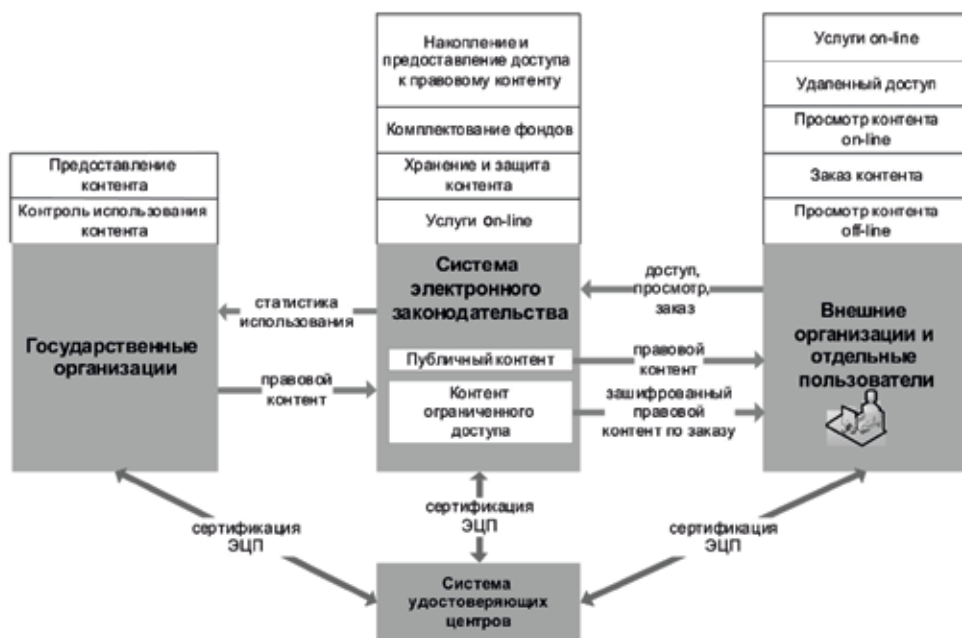 Предоставление
контента
Контроль использования
контента
Государственные
организации
статистика
использования
правовой
контент
Накопление и
предоставление доступа
к правовому контенту
Комплектование фондов
Хранение и защита
контента
Услуги on-line
Система
электронного
законодательства
Публичный контент
Контент
ограниченного
доступа
доступ,
просмотр,
заказ
правовой
контент
зашифрованный
правовой
контент по заказу
Услуги on-line
Удаленный доступ
Просмотр контента
on-line
Заказ контента
Просмотр контента
off-line
Внешние
организации и
отдельные
пользователи
сертификация
ЭЦП
сертификация
ЭЦП
сертификация
ЭЦП
Система
удостоверяющих
центров